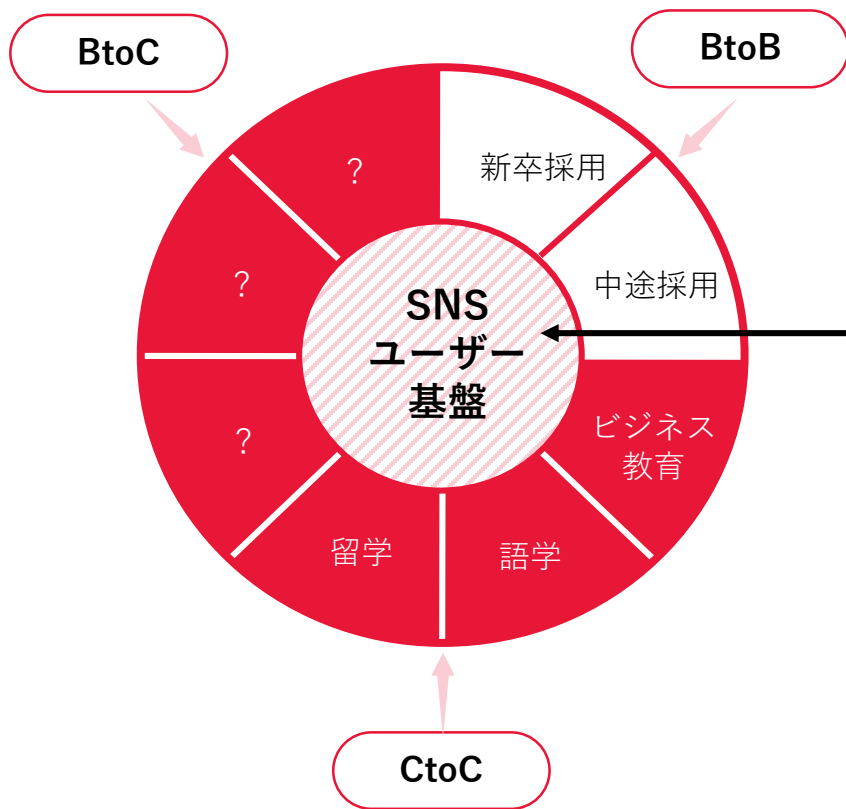 BtoC
BtoB
?
新卒採用
?
中途採用
SNS
ユーザー
基盤
?
ビジネス
教育
留学
語学
CtoC